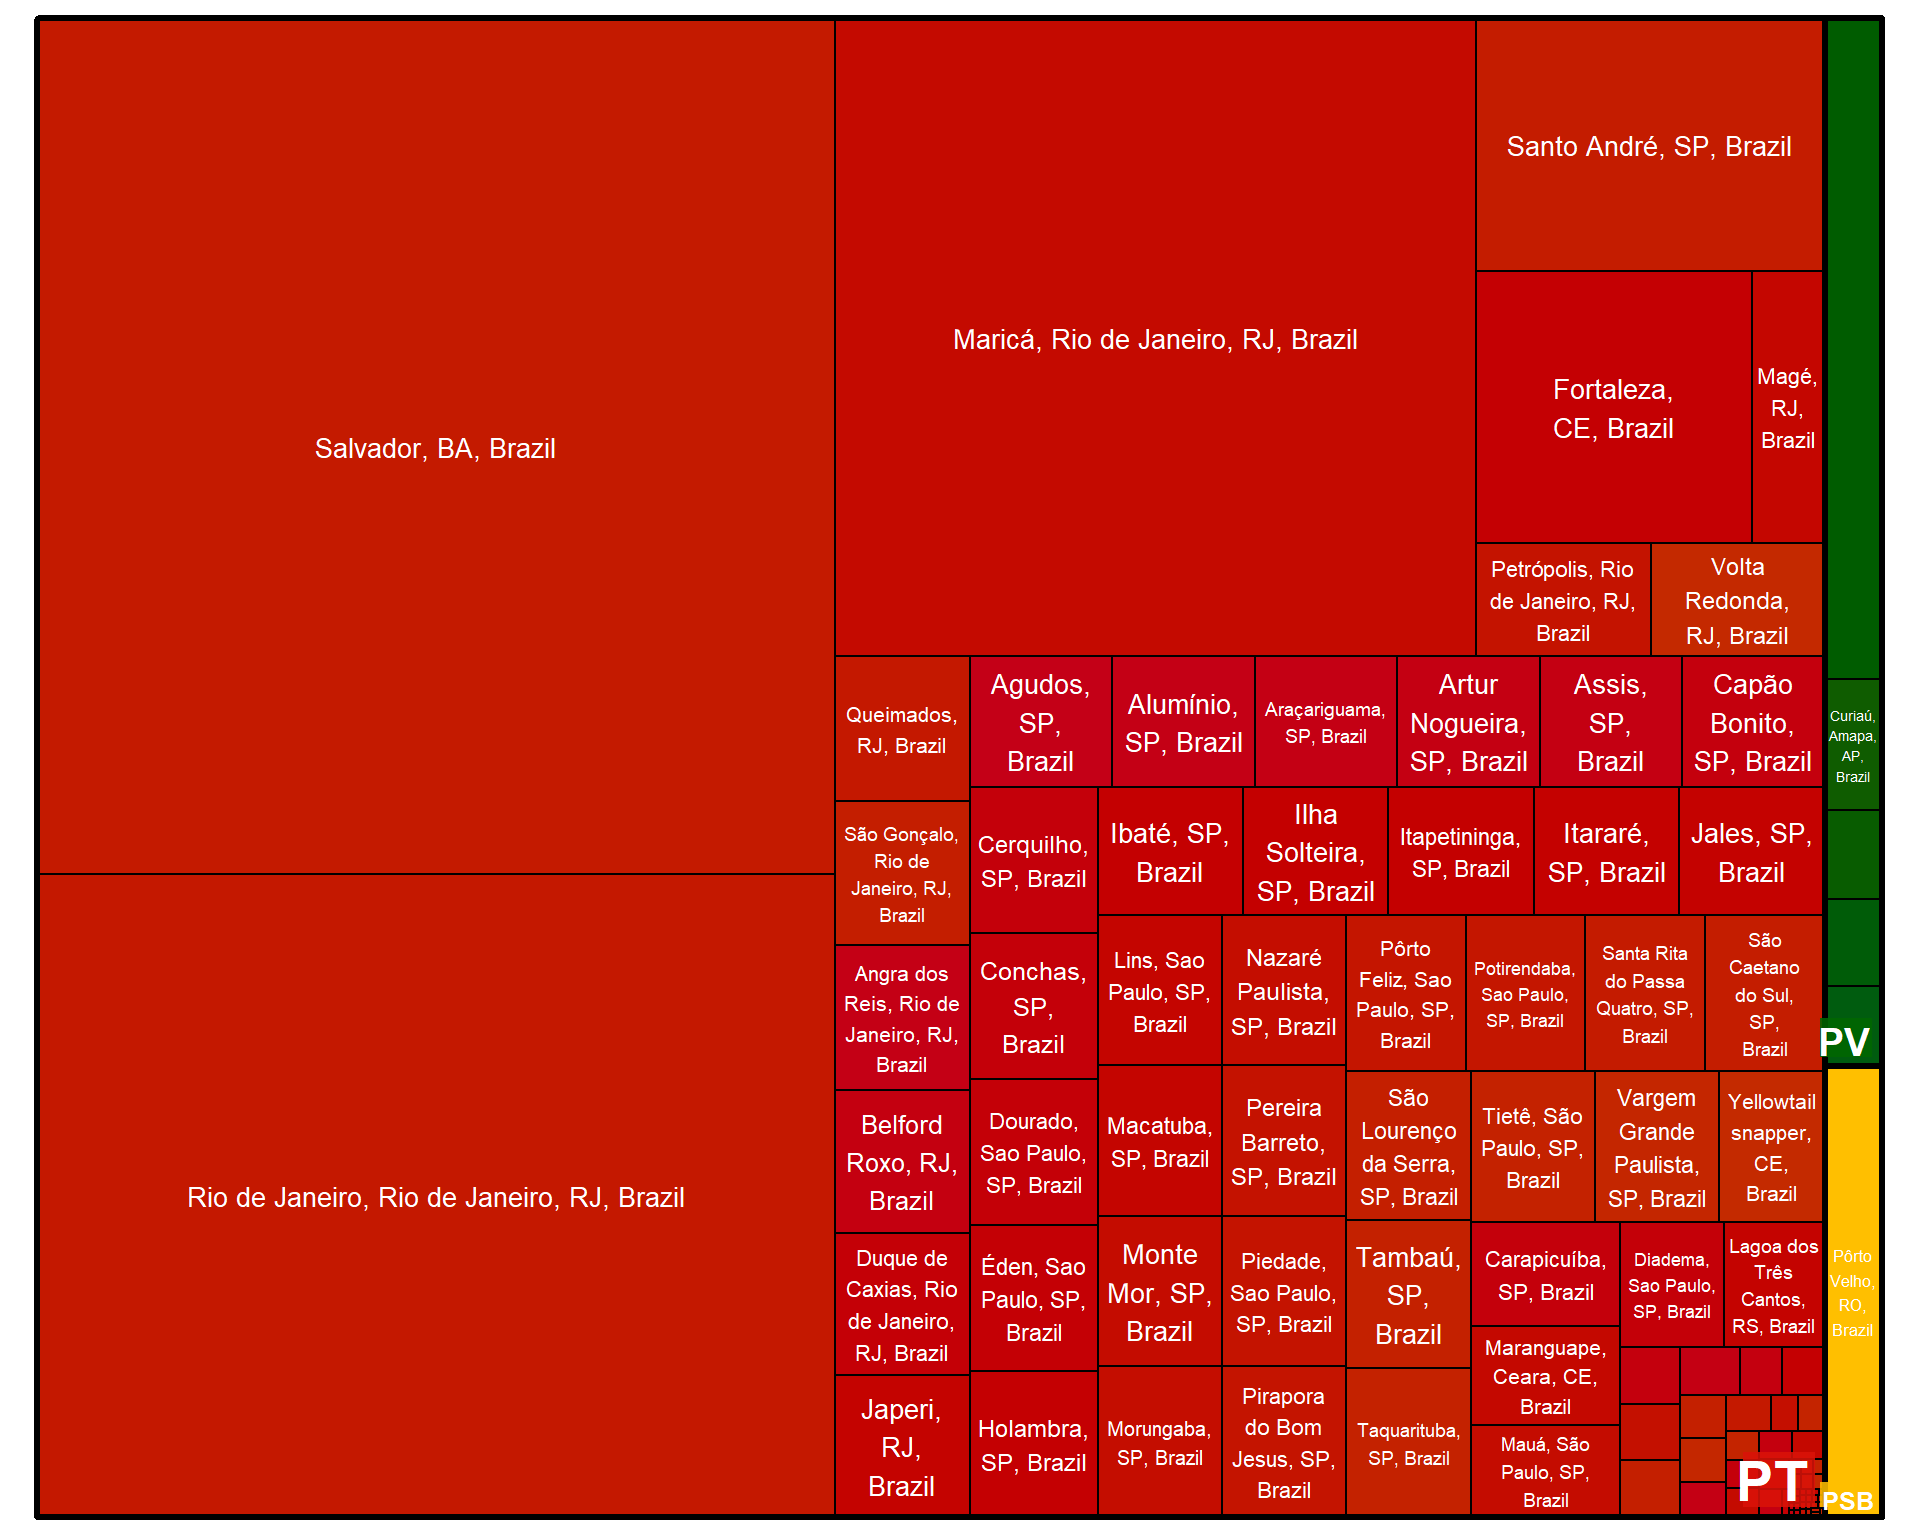 Salvador, BA, Brazil
Rio de Janeiro, Rio de Janeiro, RJ, Brazil
Maricá, Rio de Janeiro, RJ, Brazil
Santo André, SP, Brazil
Fortaleza,
CE, Brazil
Magé,
RJ,
Brazil
Petrópolis, Rio
de Janeiro, RJ,
Brazil
Volta
Redonda,
RJ, Brazil
Queimados,
RJ, Brazil
São Gonçalo,
Rio de
Janeiro, RJ,
Brazil
Angra dos
Reis, Rio de
Janeiro, RJ,
Brazil
Belford
Roxo, RJ,
Brazil
Duque de
Caxias, Rio
de Janeiro,
RJ, Brazil
Japeri,
RJ,
Brazil
Agudos,
SP,
Brazil
Alumínio,
SP, Brazil
Araçariguama,
SP, Brazil
Artur
Nogueira,
SP, Brazil
Assis,
SP,
Brazil
Capão
Bonito,
SP, Brazil
Cerquilho,
SP, Brazil
Conchas,
SP,
Brazil
Dourado,
Sao Paulo,
SP, Brazil
Éden, Sao
Paulo, SP,
Brazil
Holambra,
SP, Brazil
Ibaté, SP,
Brazil
Ilha
Solteira,
SP, Brazil
Itapetininga,
SP, Brazil
Itararé,
SP, Brazil
Jales, SP,
Brazil
Lins, Sao
Paulo, SP,
Brazil
Macatuba,
SP, Brazil
Monte
Mor, SP,
Brazil
Morungaba,
SP, Brazil
Nazaré
Paulista,
SP, Brazil
Pereira
Barreto,
SP, Brazil
Piedade,
Sao Paulo,
SP, Brazil
Pirapora
do Bom
Jesus, SP,
Brazil
Pôrto
Feliz, Sao
Paulo, SP,
Brazil
Potirendaba,
Sao Paulo,
SP, Brazil
Santa Rita
do Passa
Quatro, SP,
Brazil
São
Caetano
do Sul,
SP,
Brazil
São
Lourenço
da Serra,
SP, Brazil
Tambaú,
SP,
Brazil
Taquarituba,
SP, Brazil
Tietê, São
Paulo, SP,
Brazil
Vargem
Grande
Paulista,
SP, Brazil
Yellowtail
snapper,
CE,
Brazil
Carapicuíba,
SP, Brazil
Maranguape,
Ceara, CE,
Brazil
Mauá, São
Paulo, SP,
Brazil
Diadema,
Sao Paulo,
SP, Brazil
Lagoa dos
Três
Cantos,
RS, Brazil
PT
Curiaú,
Amapa,
AP,
Brazil
PV
Pôrto
Velho,
RO,
Brazil
PSB